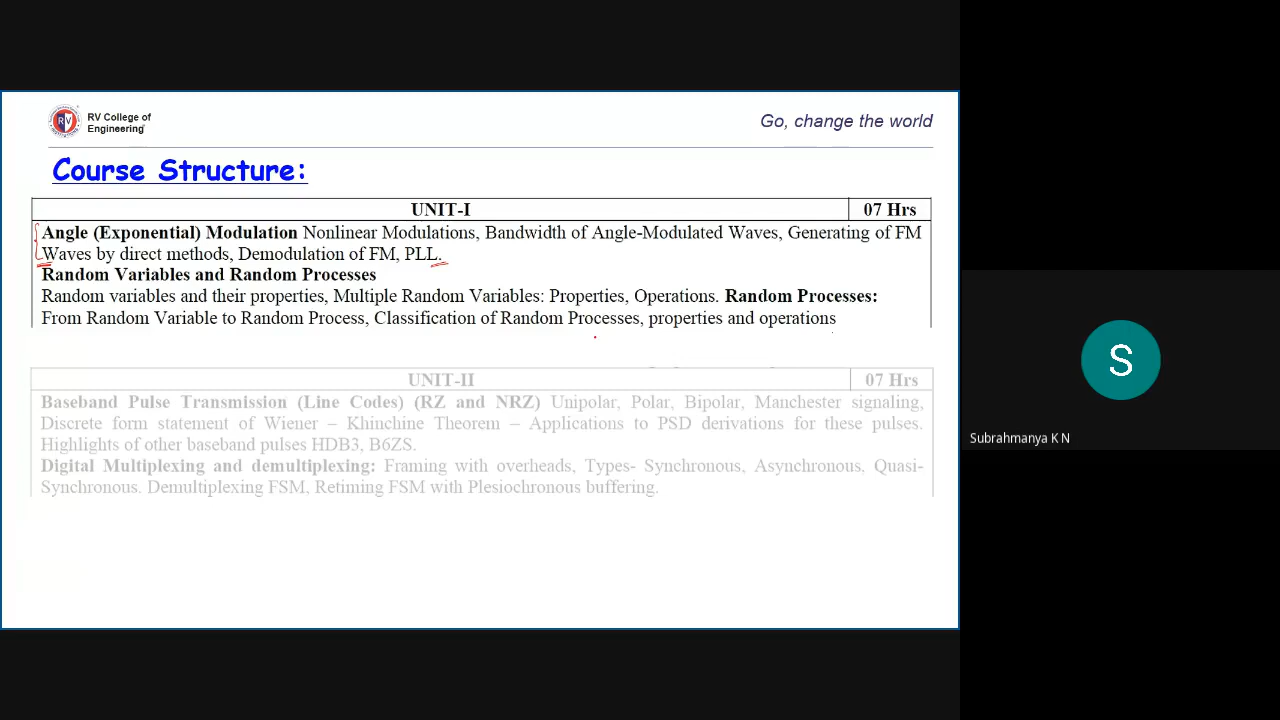 RV College of
Engineering
Go, change the world
Course Structure:
UNIT-I 07 Hrs
Angle (Exponential) Modulation Nonlinear Modulations, Bandwidth of Angle-Modulated Waves, Generating of FM
Waves by direct methods, Demodulation of FM, PLL.
Random Variables and Random Processes
Random variables and their properties, Multiple Random Variables: Properties, Operations. Random Processes:
From Random Variable to Random Process, Classification of Random Processes, properties and operations
UNIT-II 07 Hrs
Baseband Pulse Transmission (Line Codes) (RZ and NRZ) Unipolar, Polar, Bipolar, Manchester signaling,
Discrete form statement of Wiener – Khinchine Theorem – Applications to PSD derivations for these pulses.
Highlights of other baseband pulses HDB3, B6ZS.
Digital Multiplexing and demultiplexing: Framing with overheads, Types- Synchronous, Asynchronous, Quasi-
Synchronous. Demultiplexing FSM, Retiming FSM with Plesiochronous buffering.
S
Subrahmanya K N